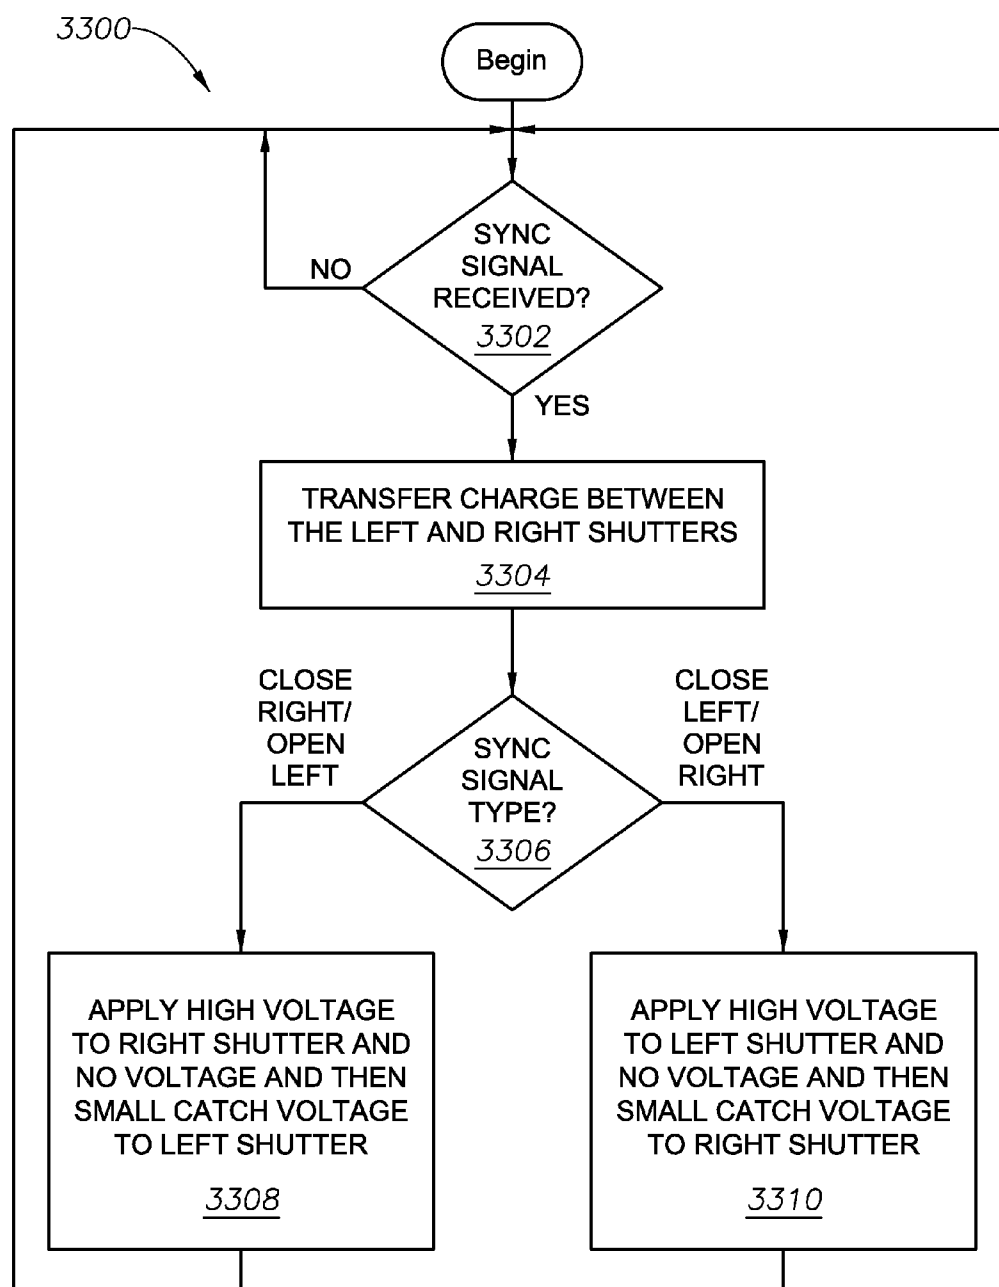 3300
Begin
SYNC
SIGNAL
RECEIVED?
3302
NO
YES
TRANSFER CHARGE BETWEEN
THE LEFT AND RIGHT SHUTTERS
3304
CLOSE
RIGHT/
OPEN
LEFT
SYNC
SIGNAL
TYPE?
3306
CLOSE
LEFT/
OPEN
RIGHT
APPLY HIGH VOLTAGE
TO RIGHT SHUTTER AND
NO VOLTAGE AND THEN
SMALL CATCH VOLTAGE
TO LEFT SHUTTER
3308
APPLY HIGH VOLTAGE
TO LEFT SHUTTER AND
NO VOLTAGE AND THEN
SMALL CATCH VOLTAGE
TO RIGHT SHUTTER
3310